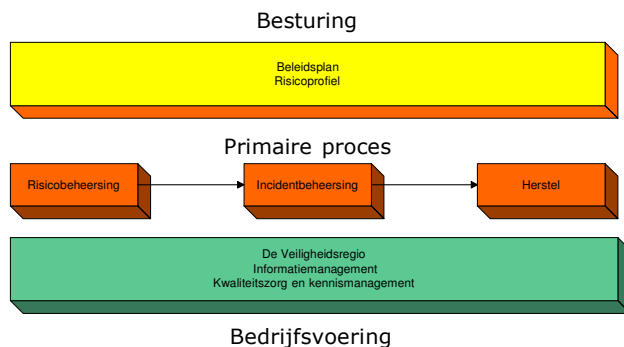 Besturing
Beleidsplan
Risicoprofiel
Primaire proces
Risicobeheersing
Incidentbeheersing
Herstel
De Veiligheidsregio
Informatiemanagement
Kwaliteitszorg en kennismanagement
Bedrijfsvoering